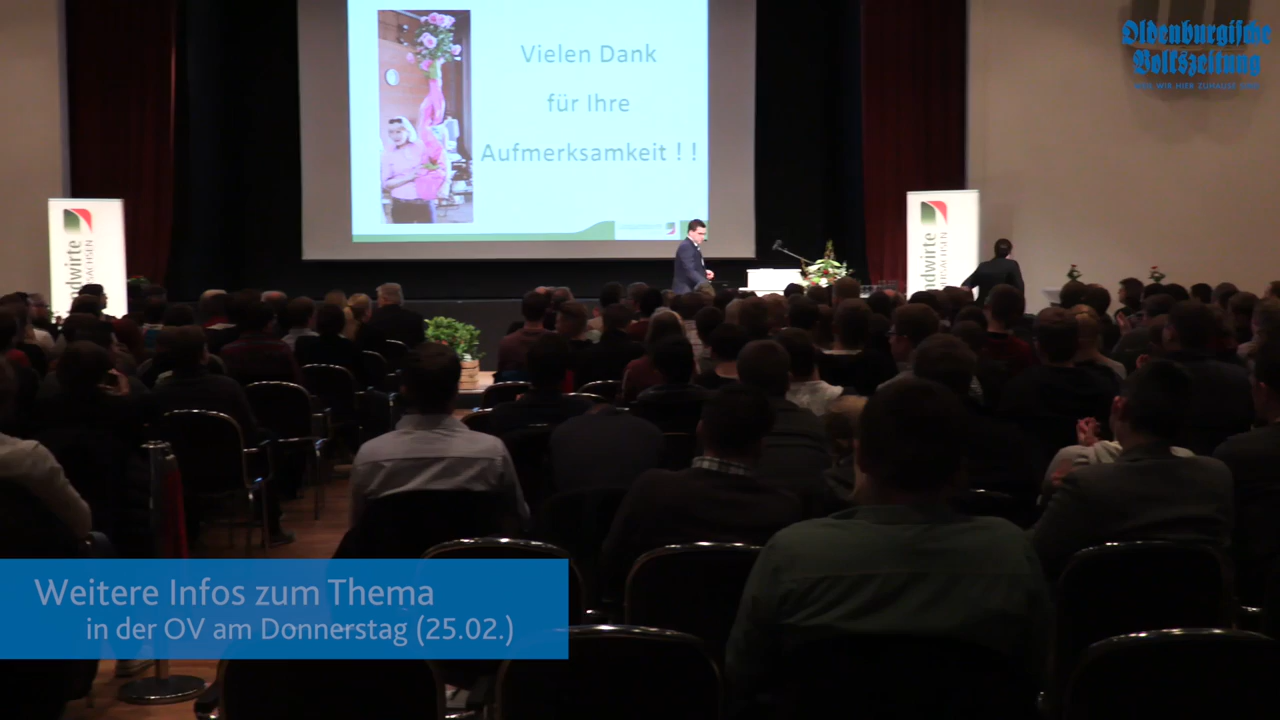 Oldenburgische
Volkszeitung
Vielen Dank
für Ihre
Aufmerksamkeit ! !
Weitere Infos zum Thema
in der OV am Donnerstag (25.02.)